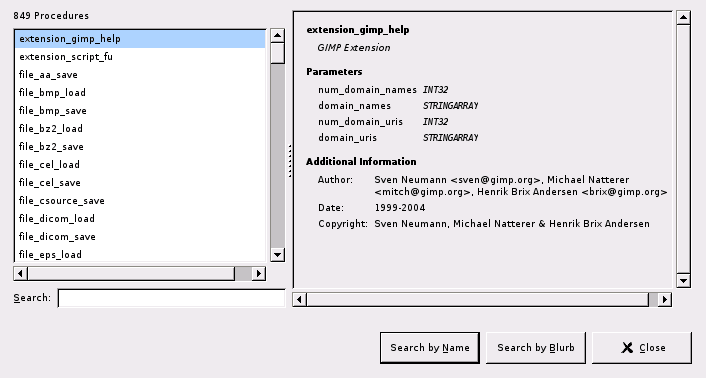 849 Procedures
extension_gimp_help
extension_script_fu
file_aa_save
file_bmp_load
file_bmp_save
file_bz2_load
file_bz2_save
file_cel_load
file_cel_save
file_csource_save
file_dicom_load
file_dicom_save
file_eps_load
Search:
extension_gimp_help
GIMP Extension
Parameters
num_domain_names INT32
domain_names STRINGARRAY
num_domain_uris INT32
domain_uris STRINGARRAY
Additional Information
Author: Sven Neumann <sven@gimp.org>, Michael Natterer
<mitch@gimp.org>, Henrik Brix Andersen <brix@gimp.org>
Date: 1999-2004
Copyright: Sven Neumann, Michael Natterer & Henrik Brix Andersen
Search by Name
Search by Blurb
Close